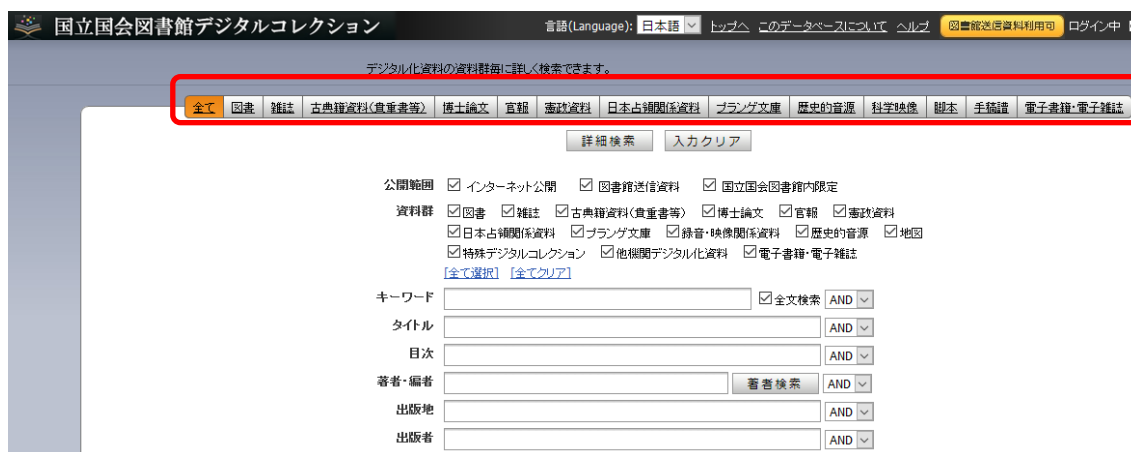 国立国会図書館デジタルコレクション 言語(Language): 日本語 トップへ このデータベースについて ヘルプ 図書館送信資料利用可 ログイン中
デジタル化資料の資料群毎に詳しく検索できます。
全て 図書 雑誌 古典籍資料(貴重書等) 博士論文 官報 憲政資料 日本占領関係資料 プランゲ文庫 歴史的音源 科学映像 脚本 手稿譜 電子書籍・電子雑誌
詳細検索 入力クリア
公開範囲 インターネット公開 図書館送信資料 国立国会図書館内限定
資料群 図書 雑誌 古典籍資料(貴重書等) 博士論文 官報 憲政資料
日本占領関係資料 プランゲ文庫 録音・映像関係資料 歴史的音源 地図
特殊デジタルコレクション 他機関デジタル化資料 電子書籍・電子雑誌
[全て選択] [全てクリア]
キーワード 全文検索 AND
タイトル AND
目次 AND
著者・編者 著者検索 AND
出版地 AND
出版者 AND